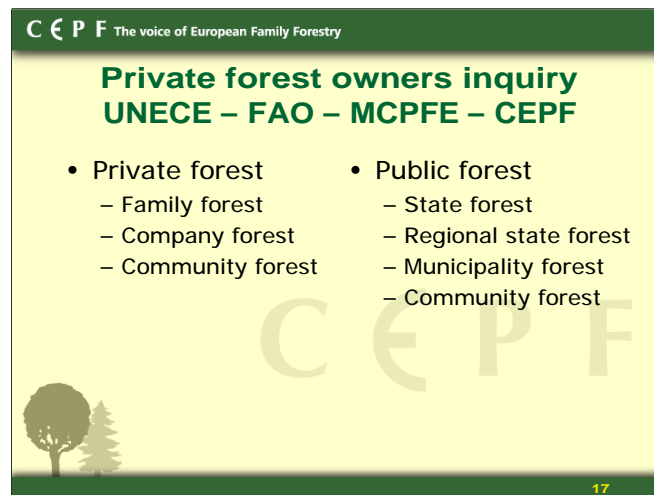 C Є P F The voice of European Family Forestry
Private forest owners inquiry
UNECE – FAO – MCPFE – CEPF
• Private forest
– Family forest
– Company forest
– Community forest
• Public forest
– State forest
– Regional state forest
– Municipality forest
– Community forest
C Є P F
17